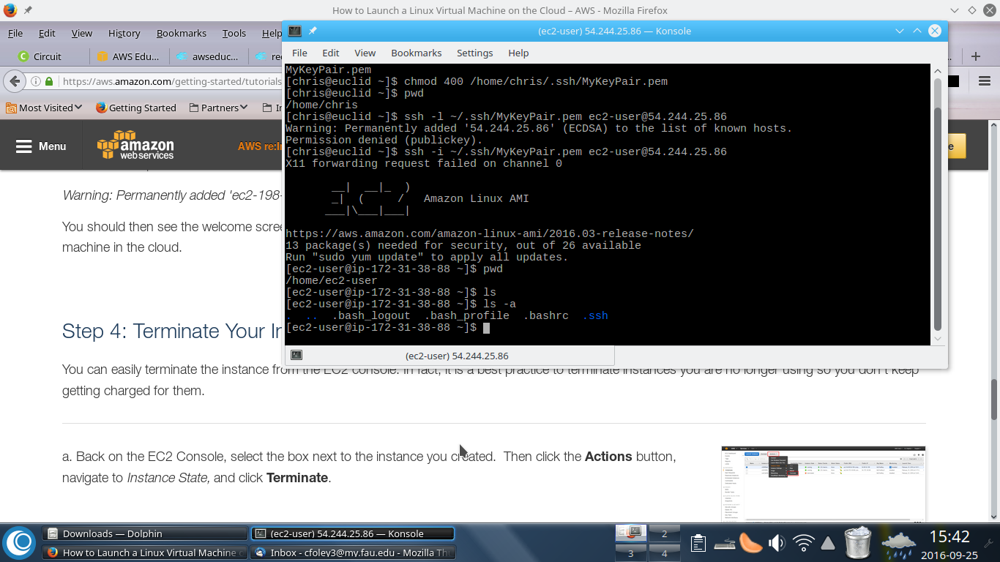 How to Launch a Linux Virtual Machine on the Cloud – AWS - Mozilla Firefox
File Edit View History Bookmarks Tools Help
Circuit
AWS Edu...
awseduc...
https://aws.amazon.com/getting-started/tutorials
Most Visited
Getting Started
Partners
Menu
amazon
web services
AWS re:I
Warning: Permanently added 'ec2-198-
You should then see the welcome scree
machine in the cloud.
Step 4: Terminate Your In
You can easily terminate the instance from the EC2 console. In fact, it is a best practice to terminate instances you are no longer using so you don't keep
getting charged for them.
a. Back on the EC2 Console, select the box next to the instance you created. Then click the Actions button,
navigate to Instance State and click Terminate.
(ec2-user) 54.244.25.86 — Konsole
File Edit View Bookmarks Settings Help
MyKeyPair.pem
[chris@euclid ~]$ chmod 400 /home/chris/.ssh/MyKeyPair.pem
[chris@euclid ~]$ pwd
/home/chris
[chris@euclid ~]$ ssh -l ~/.ssh/MyKeyPair.pem ec2-user@54.244.25.86
Warning: Permanently added '54.244.25.86' (ECDSA) to the list of known hosts.
Permission denied (publickey).
[chris@euclid ~]$ ssh -i ~/.ssh/MyKeyPair.pem ec2-user@54.244.25.86
X11 forwarding request failed on channel 0
       __|  __|_  )
       _|  (     /   Amazon Linux AMI
      ___|\___|___|
https://aws.amazon.com/amazon-linux-ami/2016.03-release-notes/
13 package(s) needed for security, out of 26 available
Run "sudo yum update" to apply all updates.
[ec2-user@ip-172-31-38-88 ~]$ pwd
/home/ec2-user
[ec2-user@ip-172-31-38-88 ~]$ ls
[ec2-user@ip-172-31-38-88 ~]$ ls -a
.  ..  .bash_logout  .bash_profile  .bashrc  .ssh
[ec2-user@ip-172-31-38-88 ~]$
(ec2-user) 54.244.25.86
Downloads — Dolphin
(ec2-user) 54.244.25.86 — Konsole
How to Launch a Linux Virtual Machine
Inbox - cfoley3@my.fau.edu - Mozilla Th
2
3
4
15:42
2016-09-25